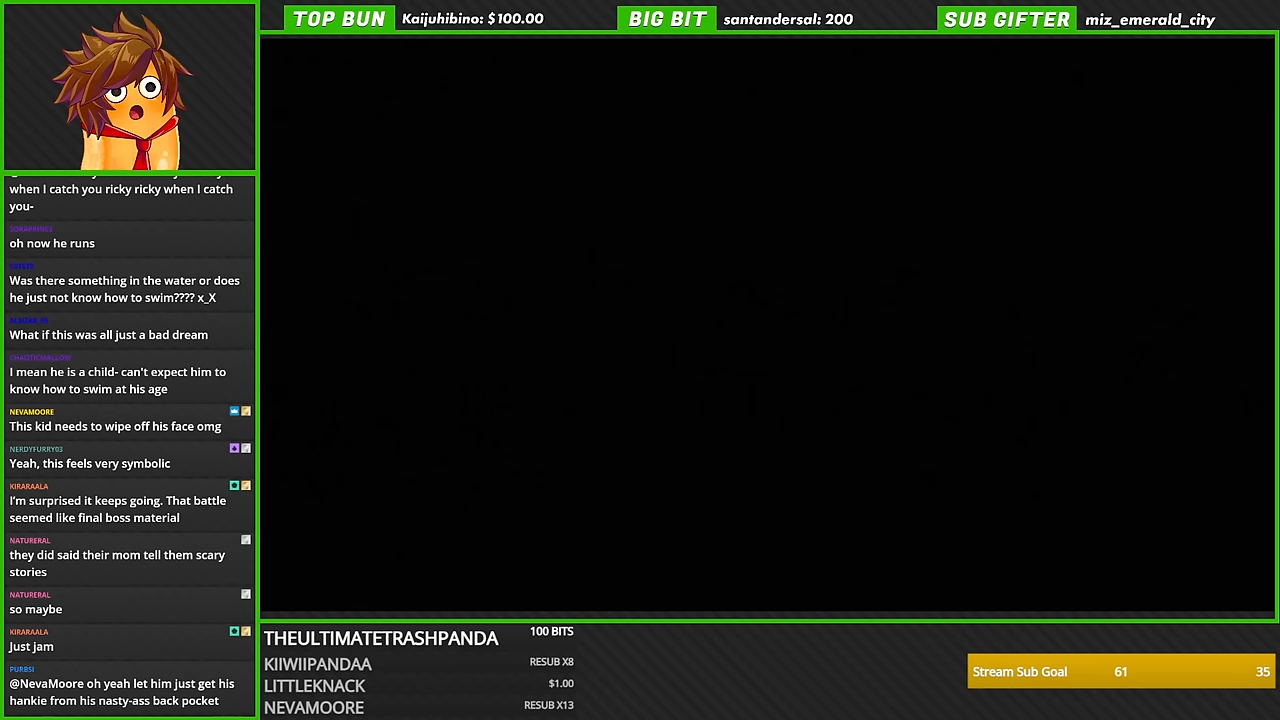 TOP BUN Kaijuhibino: $100.00 BIG BIT santandersal: 200 SUB GIFTER miz_emerald_city
when I catch you ricky ricky when I catch
you-
SORAPRINCE
oh now he runs
Was there something in the water or does
he just not know how to swim???? x_X
What if this was all just a bad dream
CHAOTICMALLOW
I mean he is a child- can't expect him to
know how to swim at his age
NEVAMOORE
This kid needs to wipe off his face omg
NERDYFURRY03
Yeah, this feels very symbolic
KIRARAALA
I'm surprised it keeps going. That battle
seemed like final boss material
NATURERAL
they did said their mom tell them scary
stories
NATURERAL
so maybe
KIRARAALA
Just jam
PURBSI
@NevaMoore oh yeah let him just get his
hankie from his nasty-ass back pocket
THEULTIMATETRASHPANDA 100 BITS
KIIWIIPANDAA RESUB X8
LITTLEKNACK $1.00
NEVAMOORE RESUB X13
Stream Sub Goal 61 35